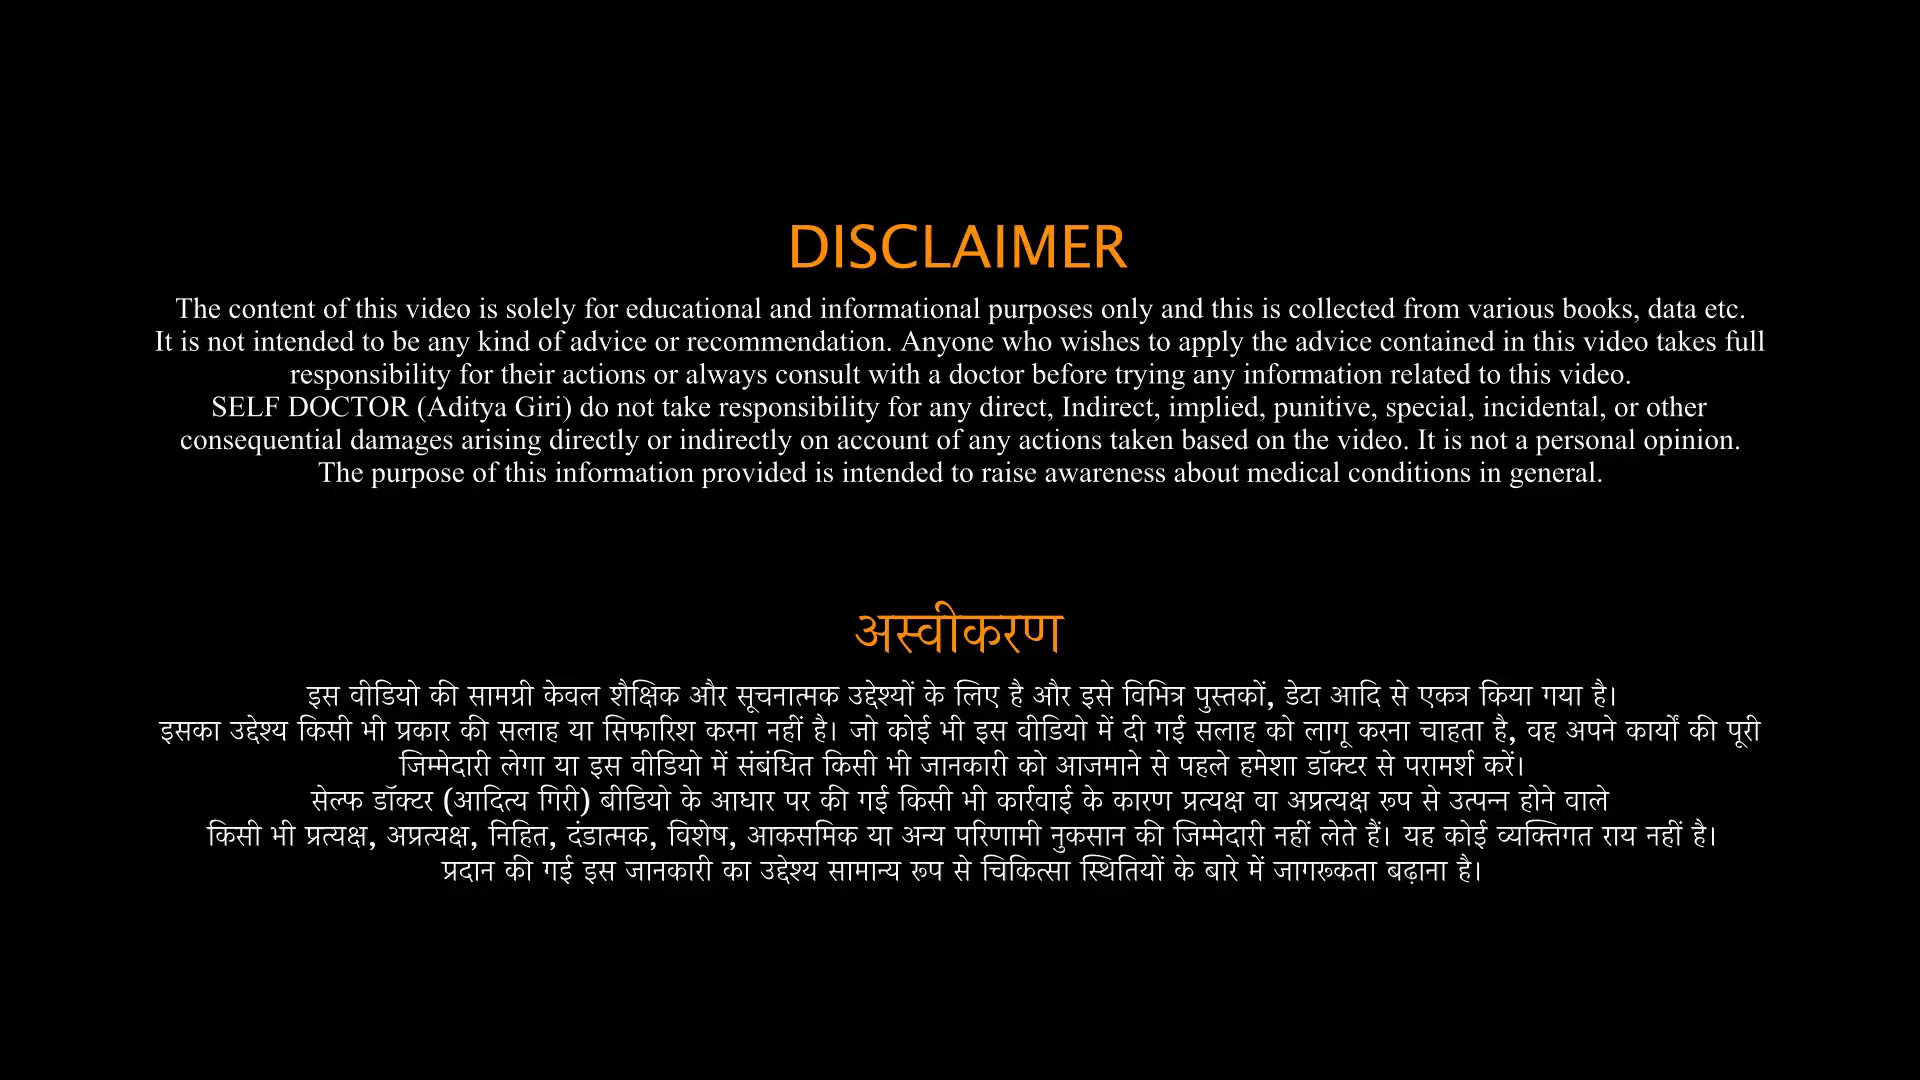 DISCLAIMER
The content of this video is solely for educational and informational purposes only and this is collected from various books, data etc.
It is not intended to be any kind of advice or recommendation. Anyone who wishes to apply the advice contained in this video takes full
responsibility for their actions or always consult with a doctor before trying any information related to this video.
SELF DOCTOR (Aditya Giri) do not take responsibility for any direct, Indirect, implied, punitive, special, incidental, or other
consequential damages arising directly or indirectly on account of any actions taken based on the video. It is not a personal opinion.
The purpose of this information provided is intended to raise awareness about medical conditions in general.
अस्वीकरण
इस वीडियो की सामग्री केवल शैक्षिक और सूचनात्मक उद्देश्यों के लिए है और इसे विभित्र पुस्तकों, डेटा आदि से एकत्र किया गया है।
इसका उद्देश्य किसी भी प्रकार की सलाह या सिफारिश करना नहीं है। जो कोई भी इस वीडियो में दी गई सलाह को लागू करना चाहता है, वह अपने कार्यों की पूरी
जिम्मेदारी लेगा या इस वीडियो में संबंधित किसी भी जानकारी को आजमाने से पहले हमेशा डॉक्टर से परामर्श करें।
सेल्फ डॉक्टर (आदित्य गिरी) बीडियो के आधार पर की गई किसी भी कार्रवाई के कारण प्रत्यक्ष वा अप्रत्यक्ष रूप से उत्पन्न होने वाले
किसी भी प्रत्यक्ष, अप्रत्यक्ष, निहित, दंडात्मक, विशेष, आकसमिक या अन्य परिणामी नुकसान की जिम्मेदारी नहीं लेते हैं। यह कोई व्यक्तिगत राय नहीं है।
प्रदान की गई इस जानकारी का उद्देश्य सामान्य रूप से चिकित्सा स्थितियों के बारे में जागरूकता बढ़ाना है।